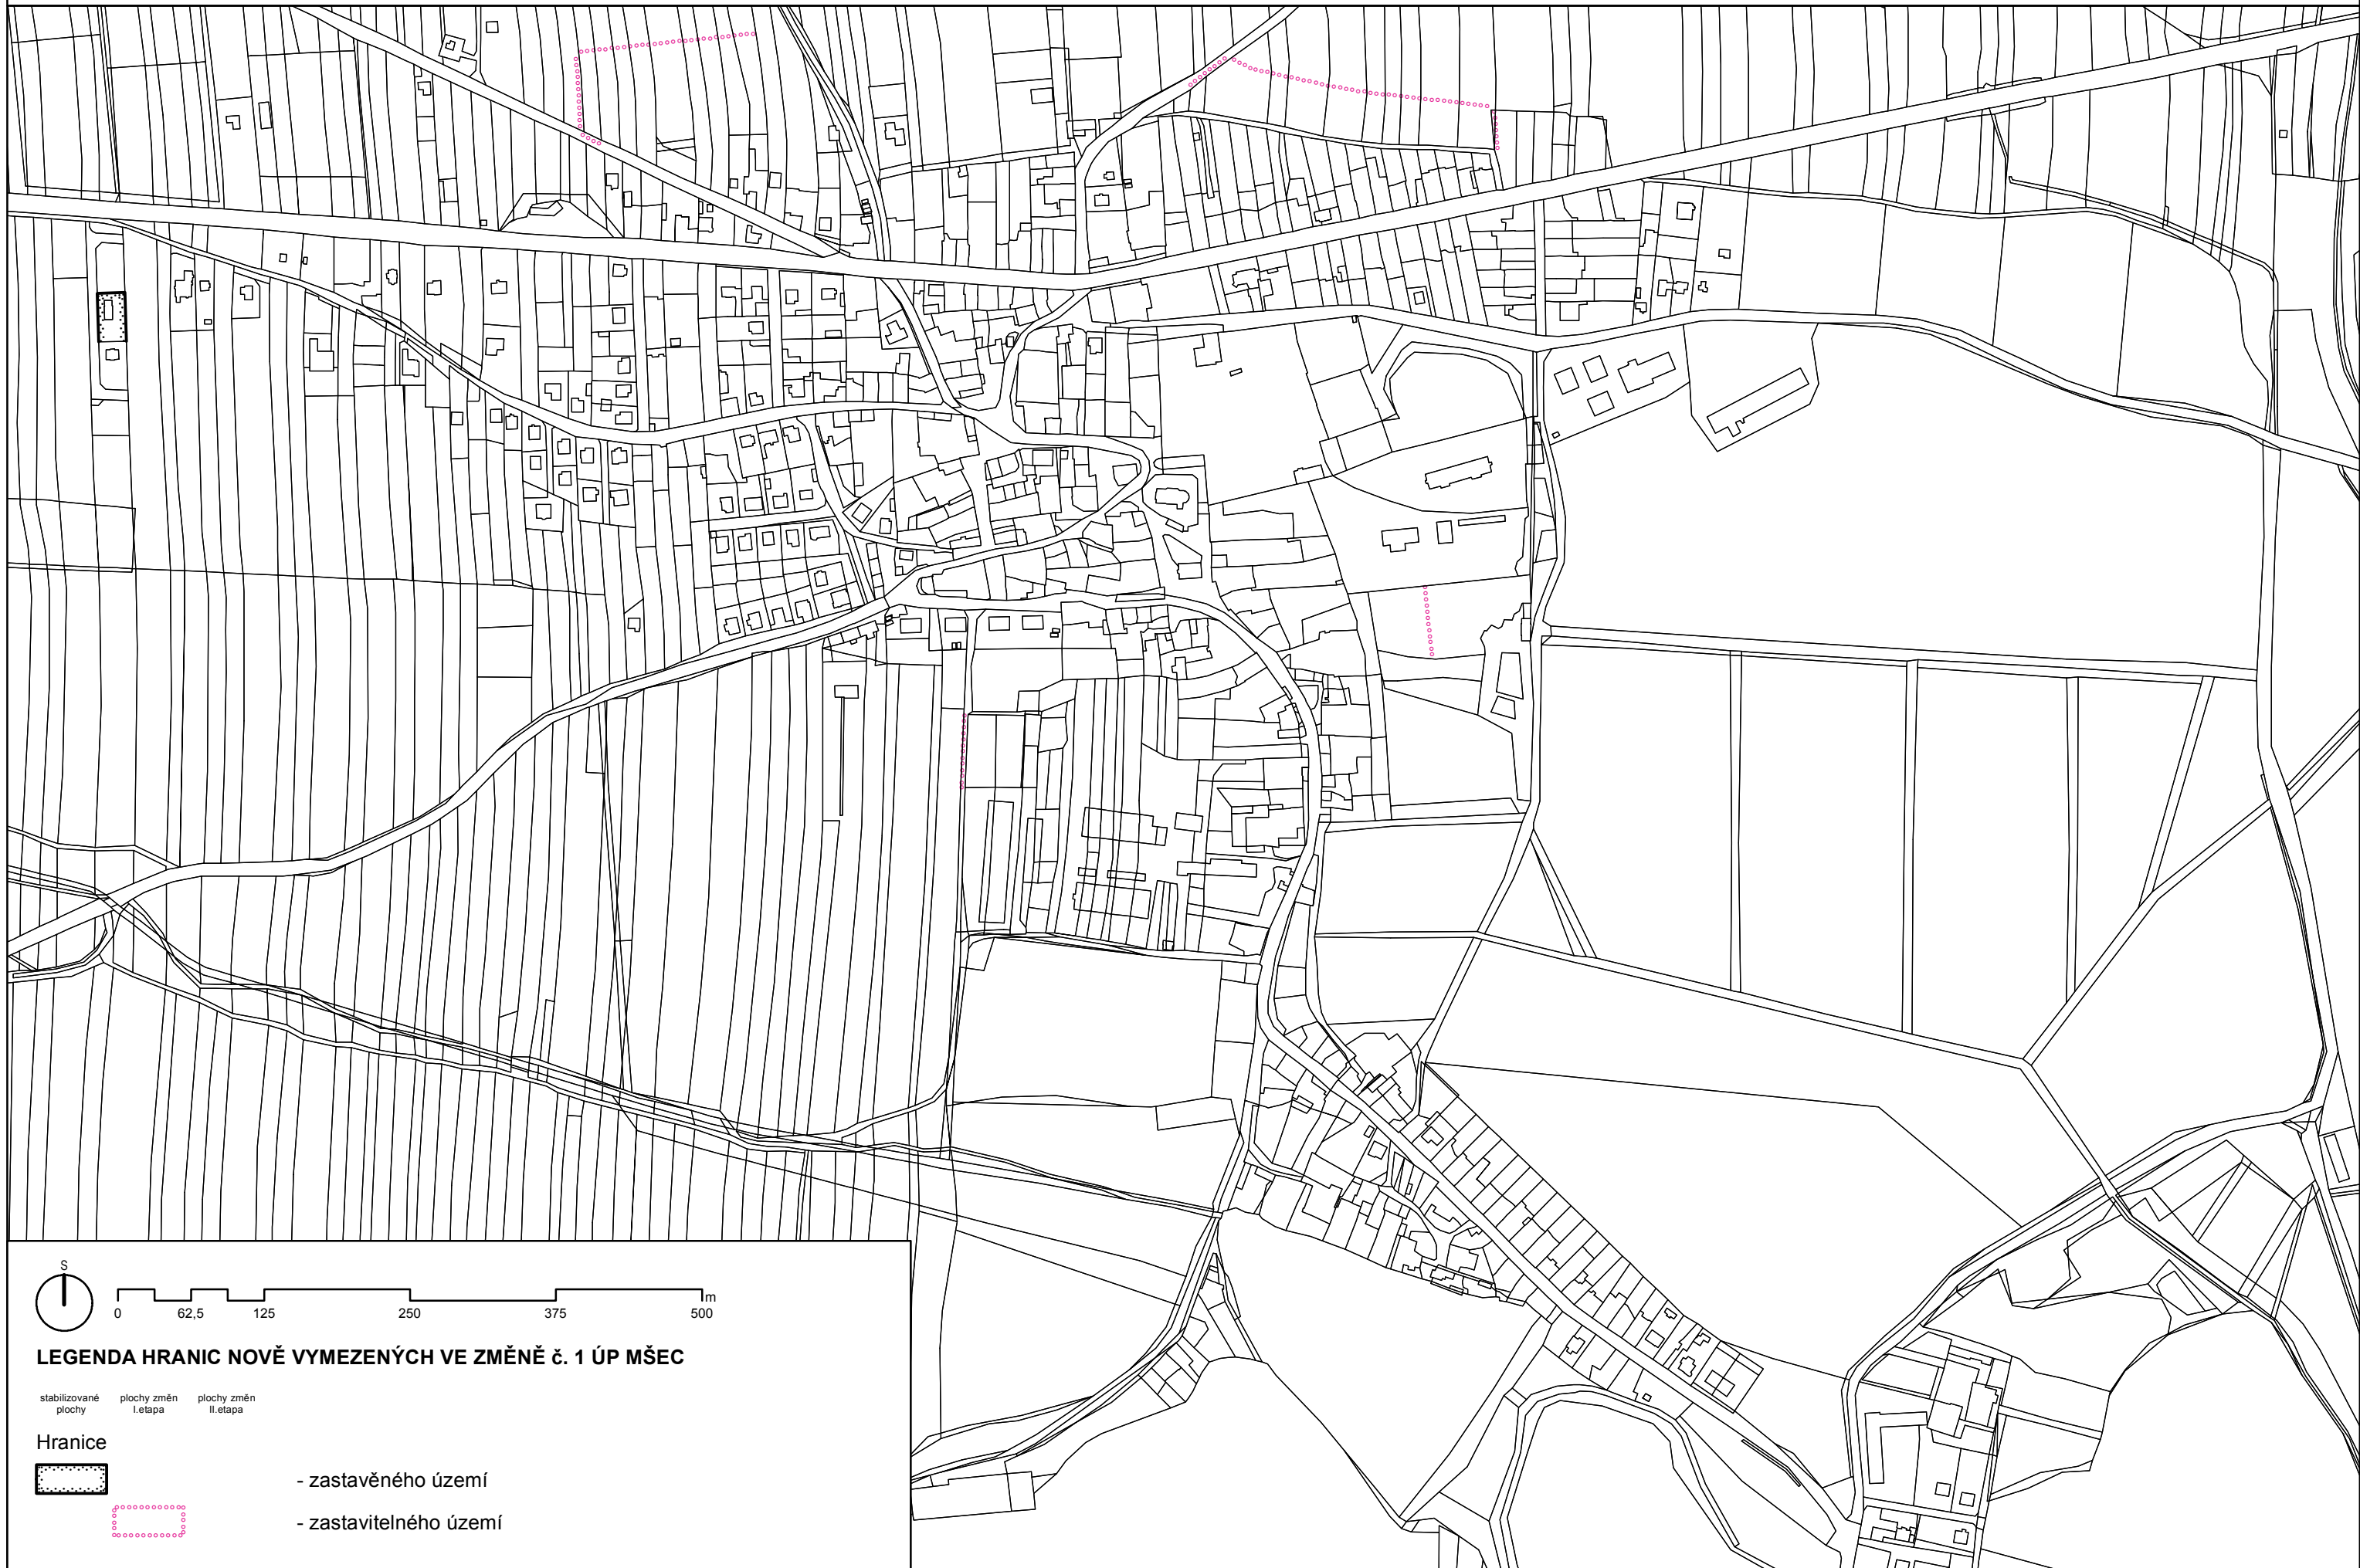 S
m
0 62,5 125 250 375 500
LEGENDA HRANIC NOVĚ VYMEZENÝCH VE ZMĚNĚ č. 1 ÚP MŠEC
stabilizované plochy změn plochy změn
plochy I.etapa II.etapa
Hranice
- zastavěného území
- zastavitelného území